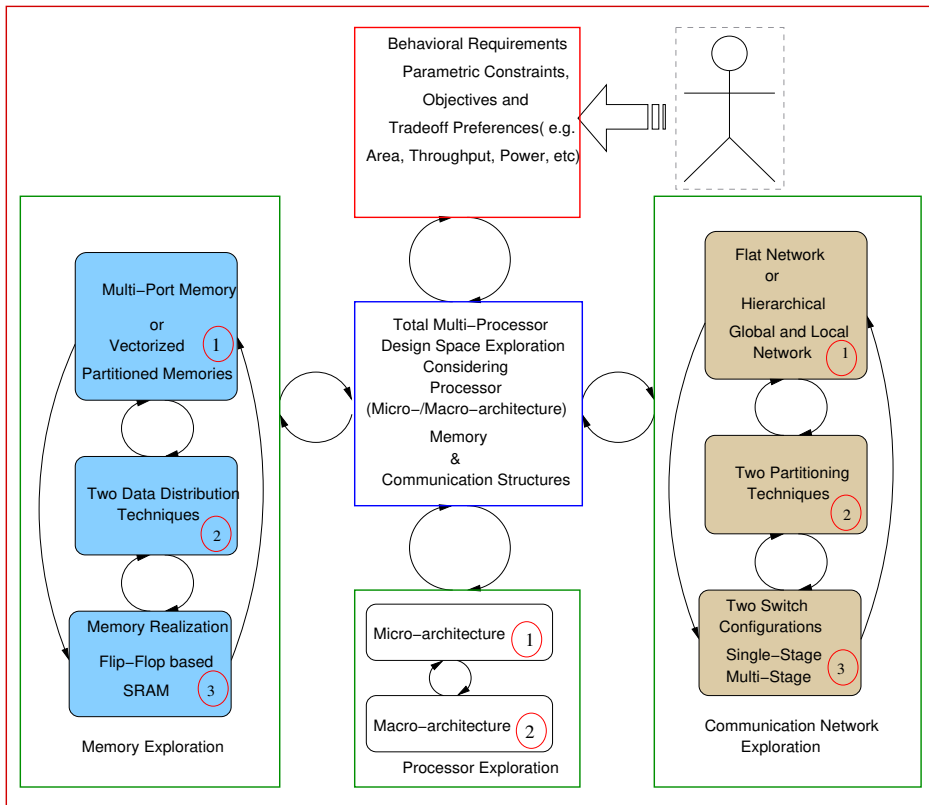 Behavioral Requirements
Parametric Constraints,
Objectives and
Tradeoff Preferences( e.g.
Area, Throughput, Power, etc)
Multi−Port Memory
or
Vectorized
1
Partitioned Memories
Two Data Distribution
Techniques
2
Memory Realization
Flip−Flop based
SRAM
3
Memory Exploration
Total Multi−Processor
Design Space Exploration
Considering
Processor
(Micro−/Macro−architecture)
Memory
&
Communication Structures
Micro−architecture
1
Macro−architecture
2
Processor Exploration
Flat Network
or
Hierarchical
Global and Local
Network
1
Two Partitioning
Techniques
2
Two Switch
Configurations
Single−Stage
Multi−Stage
3
Communication Network
Exploration